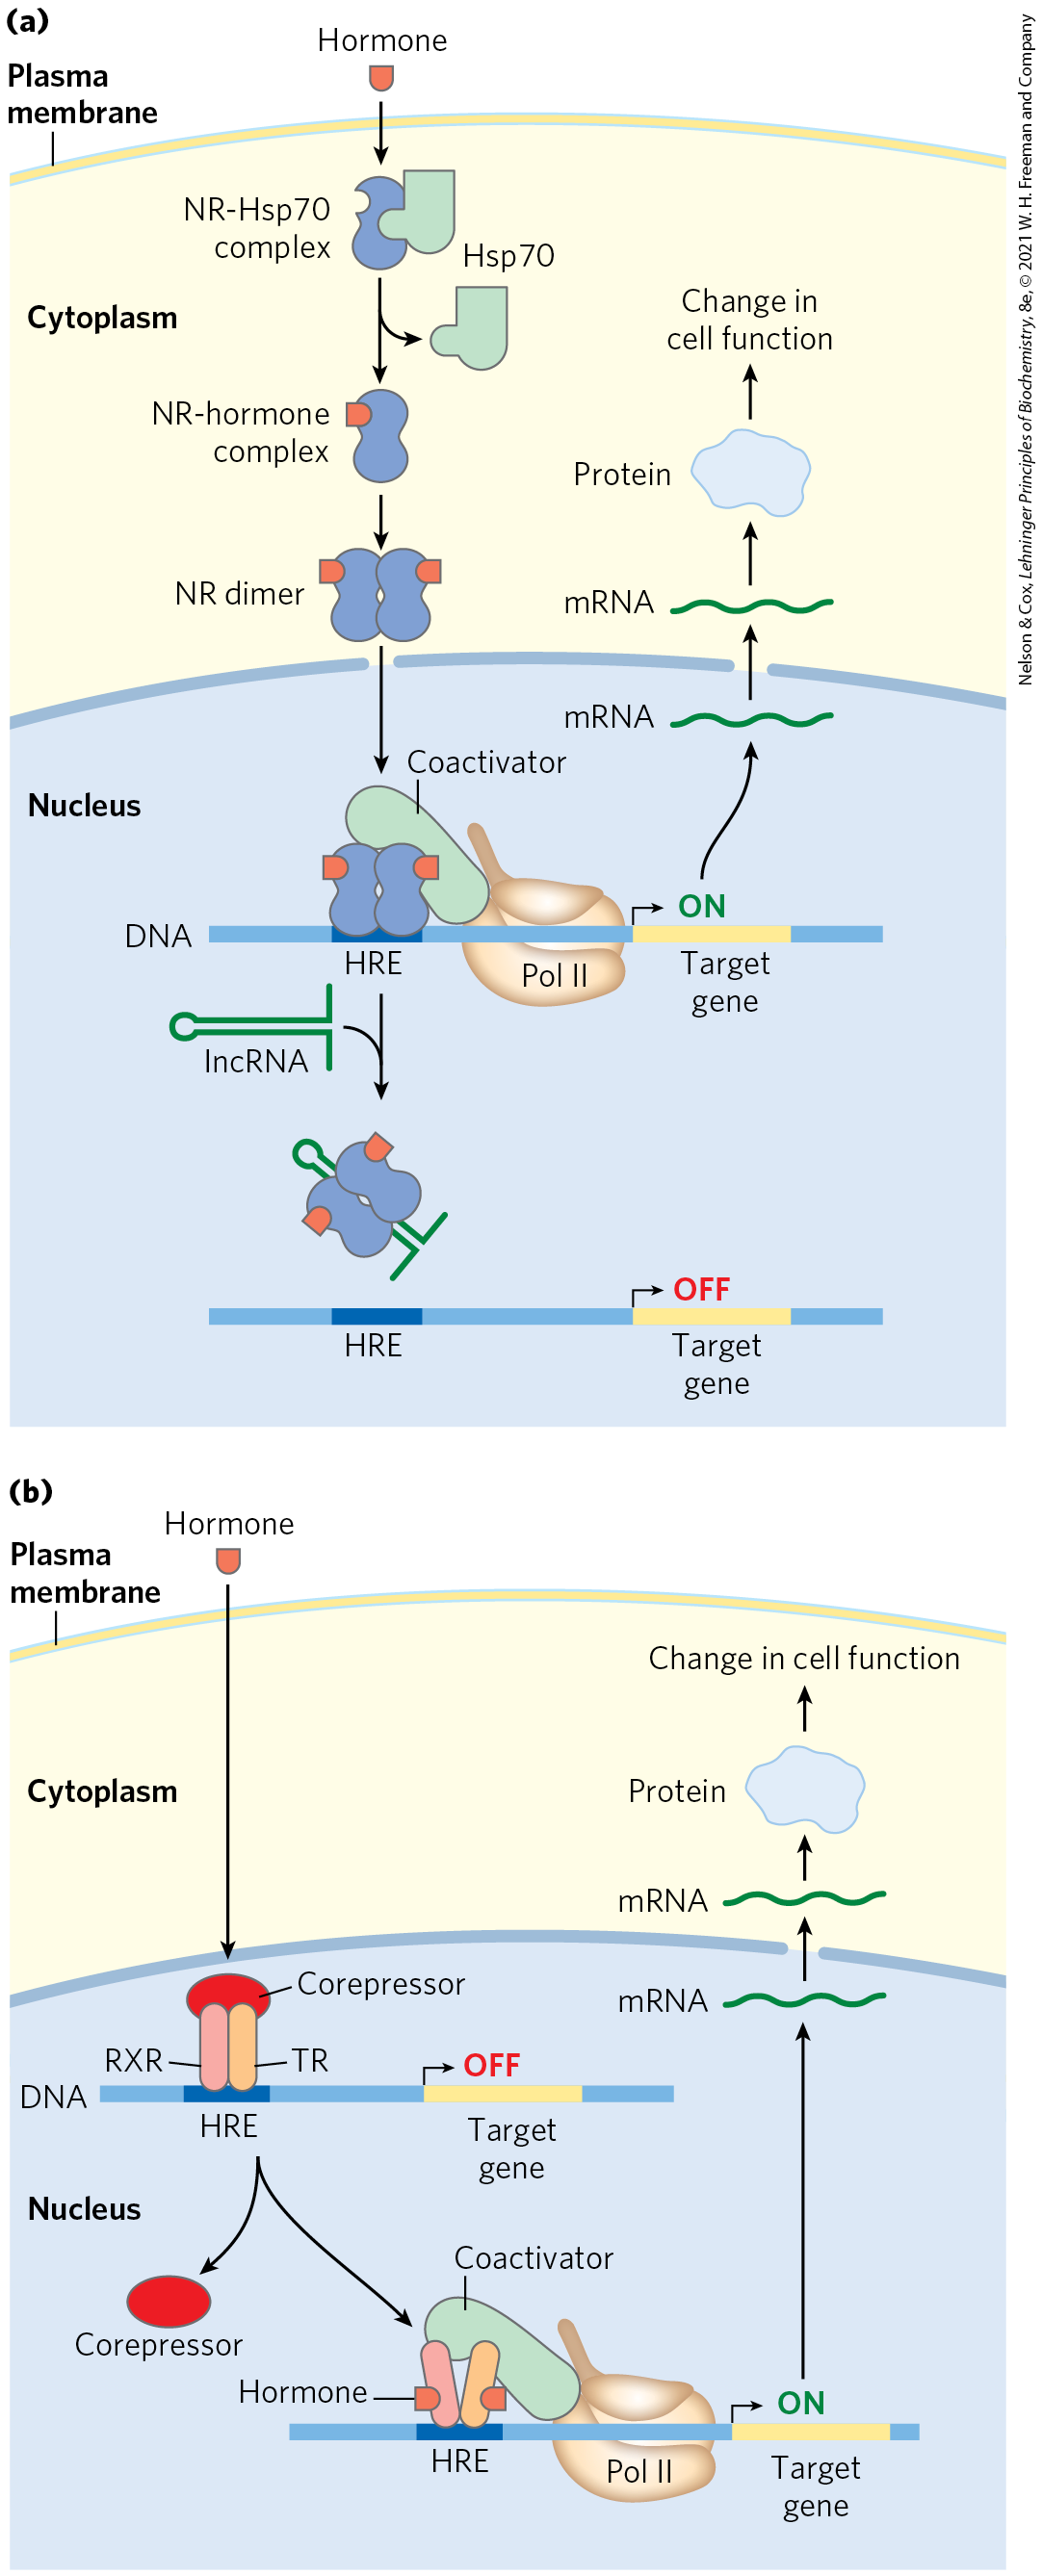 (a)
Hormone
Plasma
membrane
NR-Hsp70
complex
Hsp70
Cytoplasm
Change in
cell function
NR-hormone
complex
Protein
NR dimer
mRNA
mRNA
Coactivator
Nucleus
ON
DNA
HRE
Pol II
Target
gene
lncRNA
OFF
HRE
Target
gene
Nelson & Cox, Lehninger Principles of Biochemistry, 8e, © 2021 W. H. Freeman and Company
(b)
Hormone
Plasma
membrane
Change in cell function
Cytoplasm
Protein
mRNA
Corepressor
mRNA
RXR
TR
OFF
DNA
HRE
Target
gene
Nucleus
Coactivator
Corepressor
Hormone
ON
HRE
Pol II
Target
gene